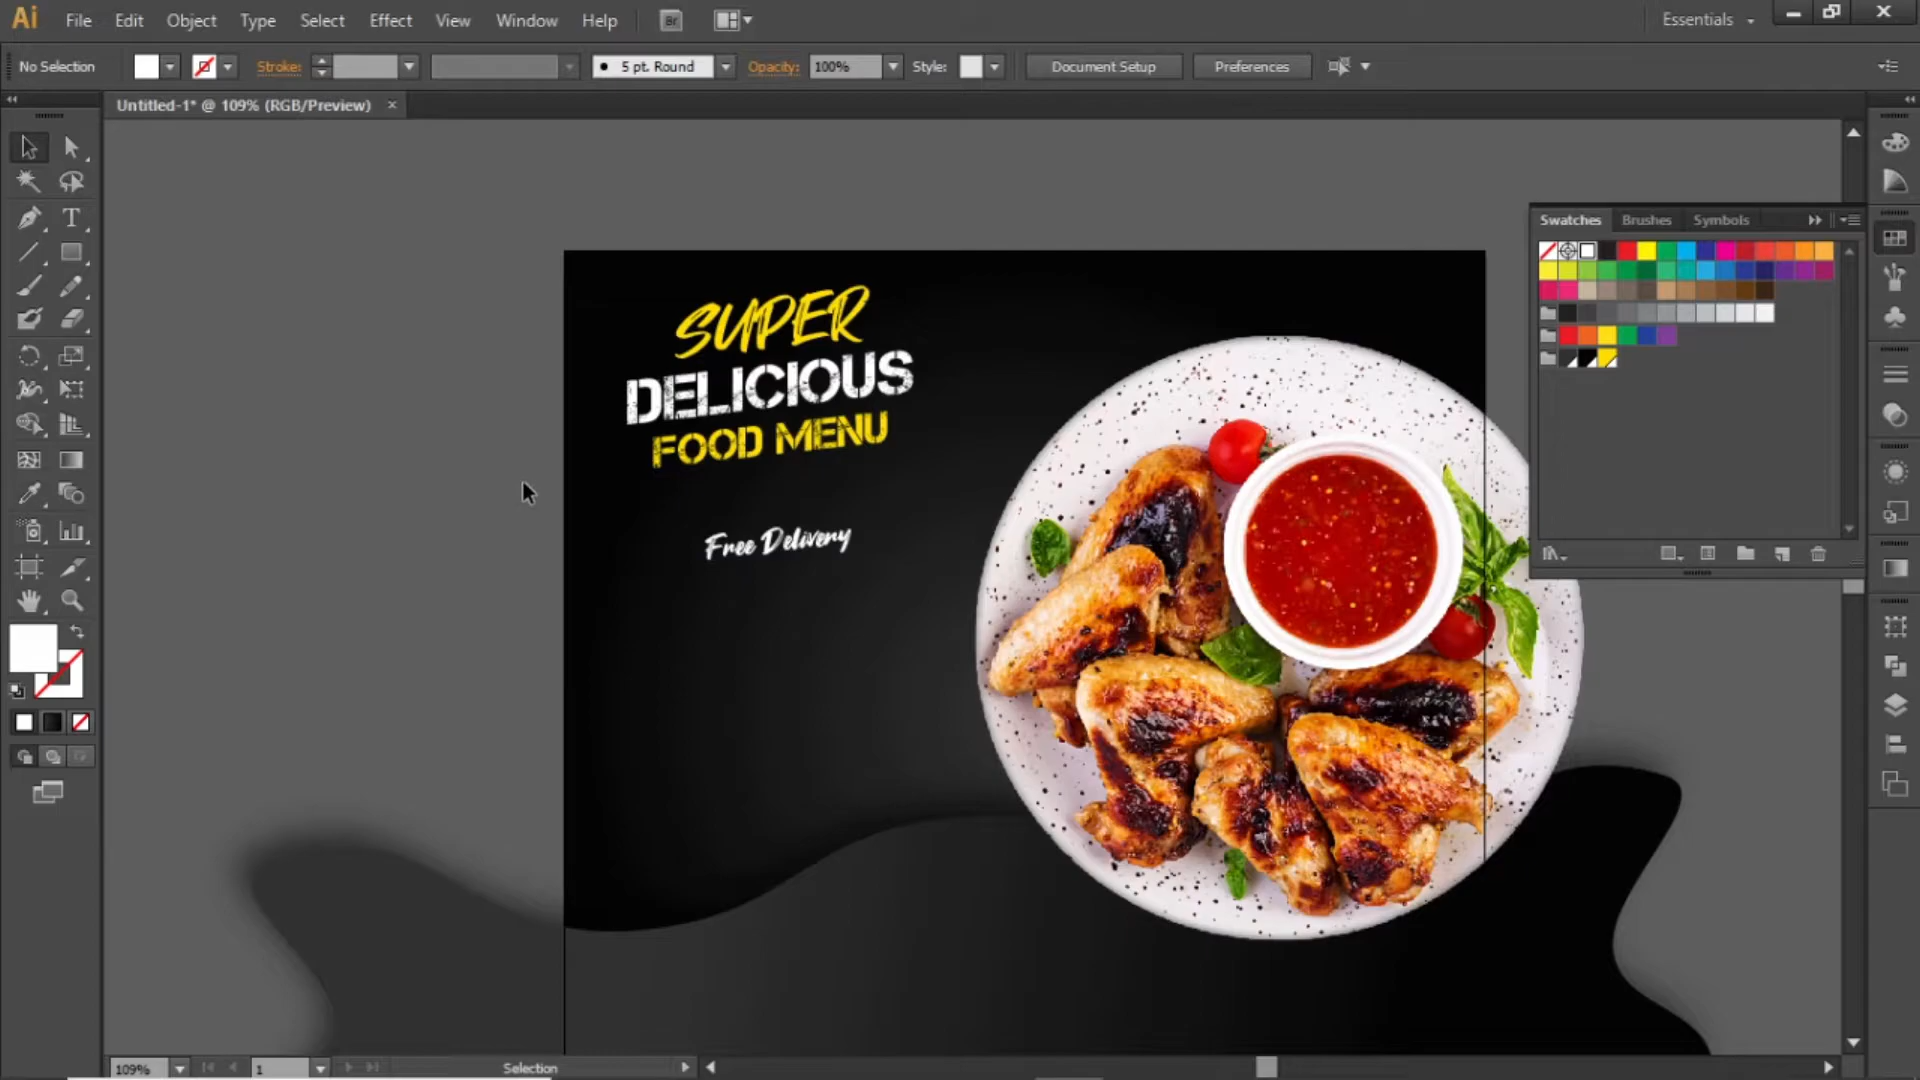 Ai File Edit Object Type Select Effect View Window Help Br Essentials
No Selection Stroke: 5 pt. Round Opacity: 100% Style: Document Setup Preferences
Untitled-1* @ 109% (RGB/Preview)
Swatches Brushes Symbols
SUPER
DELICIOUS
FOOD MENU
Free Delivery
109% 1 Selection